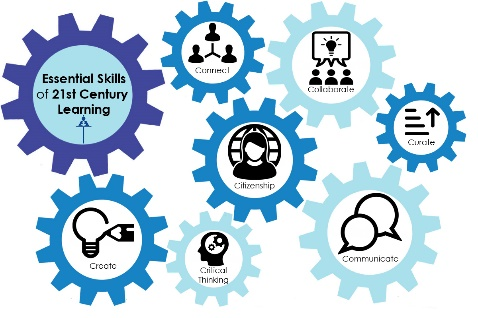 Essential Skills
of 21st Century
Learning
Connect
Collaborate
Curate
Citizenship
Create
Critical
Thinking
Communicate